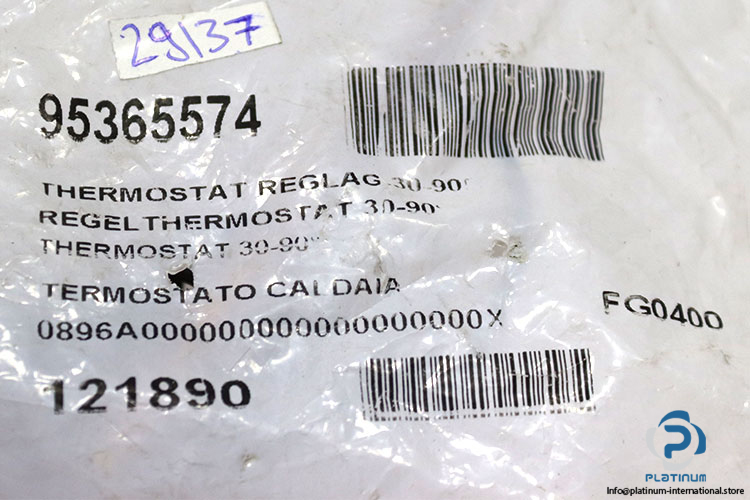 29137
95365574
THERMOSTAT REGLAG 30-90°
REGELTHERMOSTAT 30-90°
THERMOSTAT 30-90°
TERMOSTATO CALDAIA
0896A000000000000000000X
FG0400
121890
PLATINUM
Info@platinum-international.store